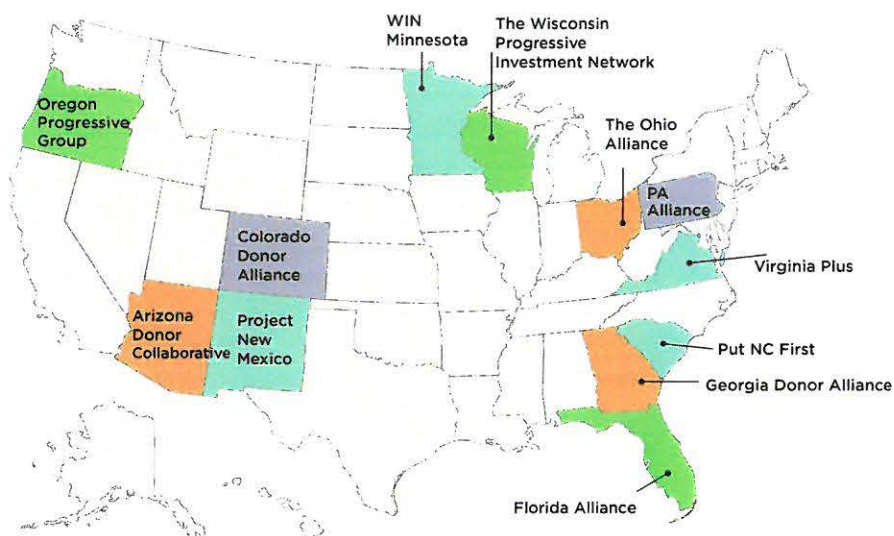 WIN
Minnesota
The Wisconsin
Progressive
Investment Network
Oregon
Progressive
Group
The Ohio
Alliance
PA
Alliance
Colorado
Donor
Alliance
Virginia Plus
Arizona
Donor
Collaborative
Project
New
Mexico
Put NC First
Georgia Donor Alliance
Florida Alliance